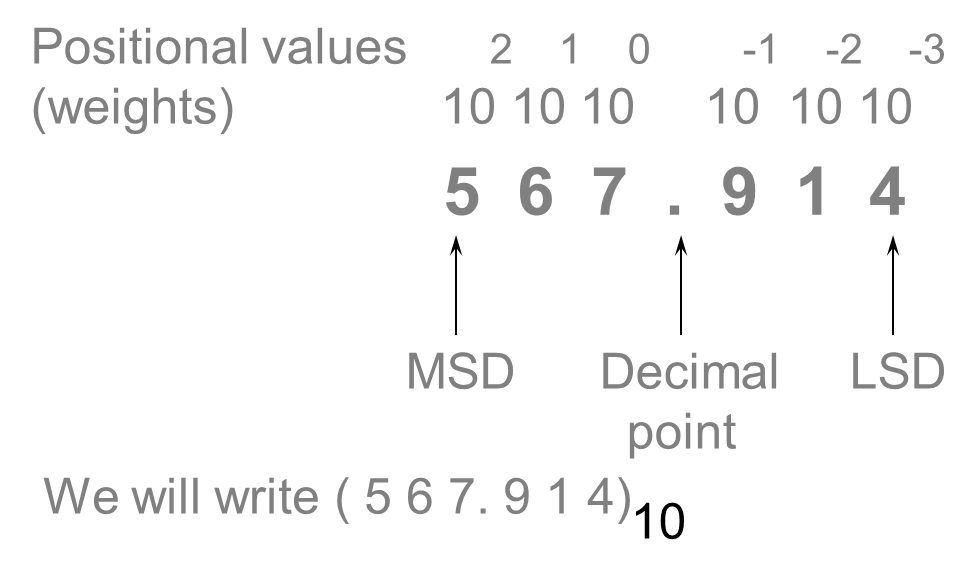 Positional values 2 1 0 -1 -2 -3
(weights) 10 10 10 10 10 10
5 6 7 . 9 1 4
MSD Decimal LSD
point
We will write ( 5 6 7. 9 1 4)10